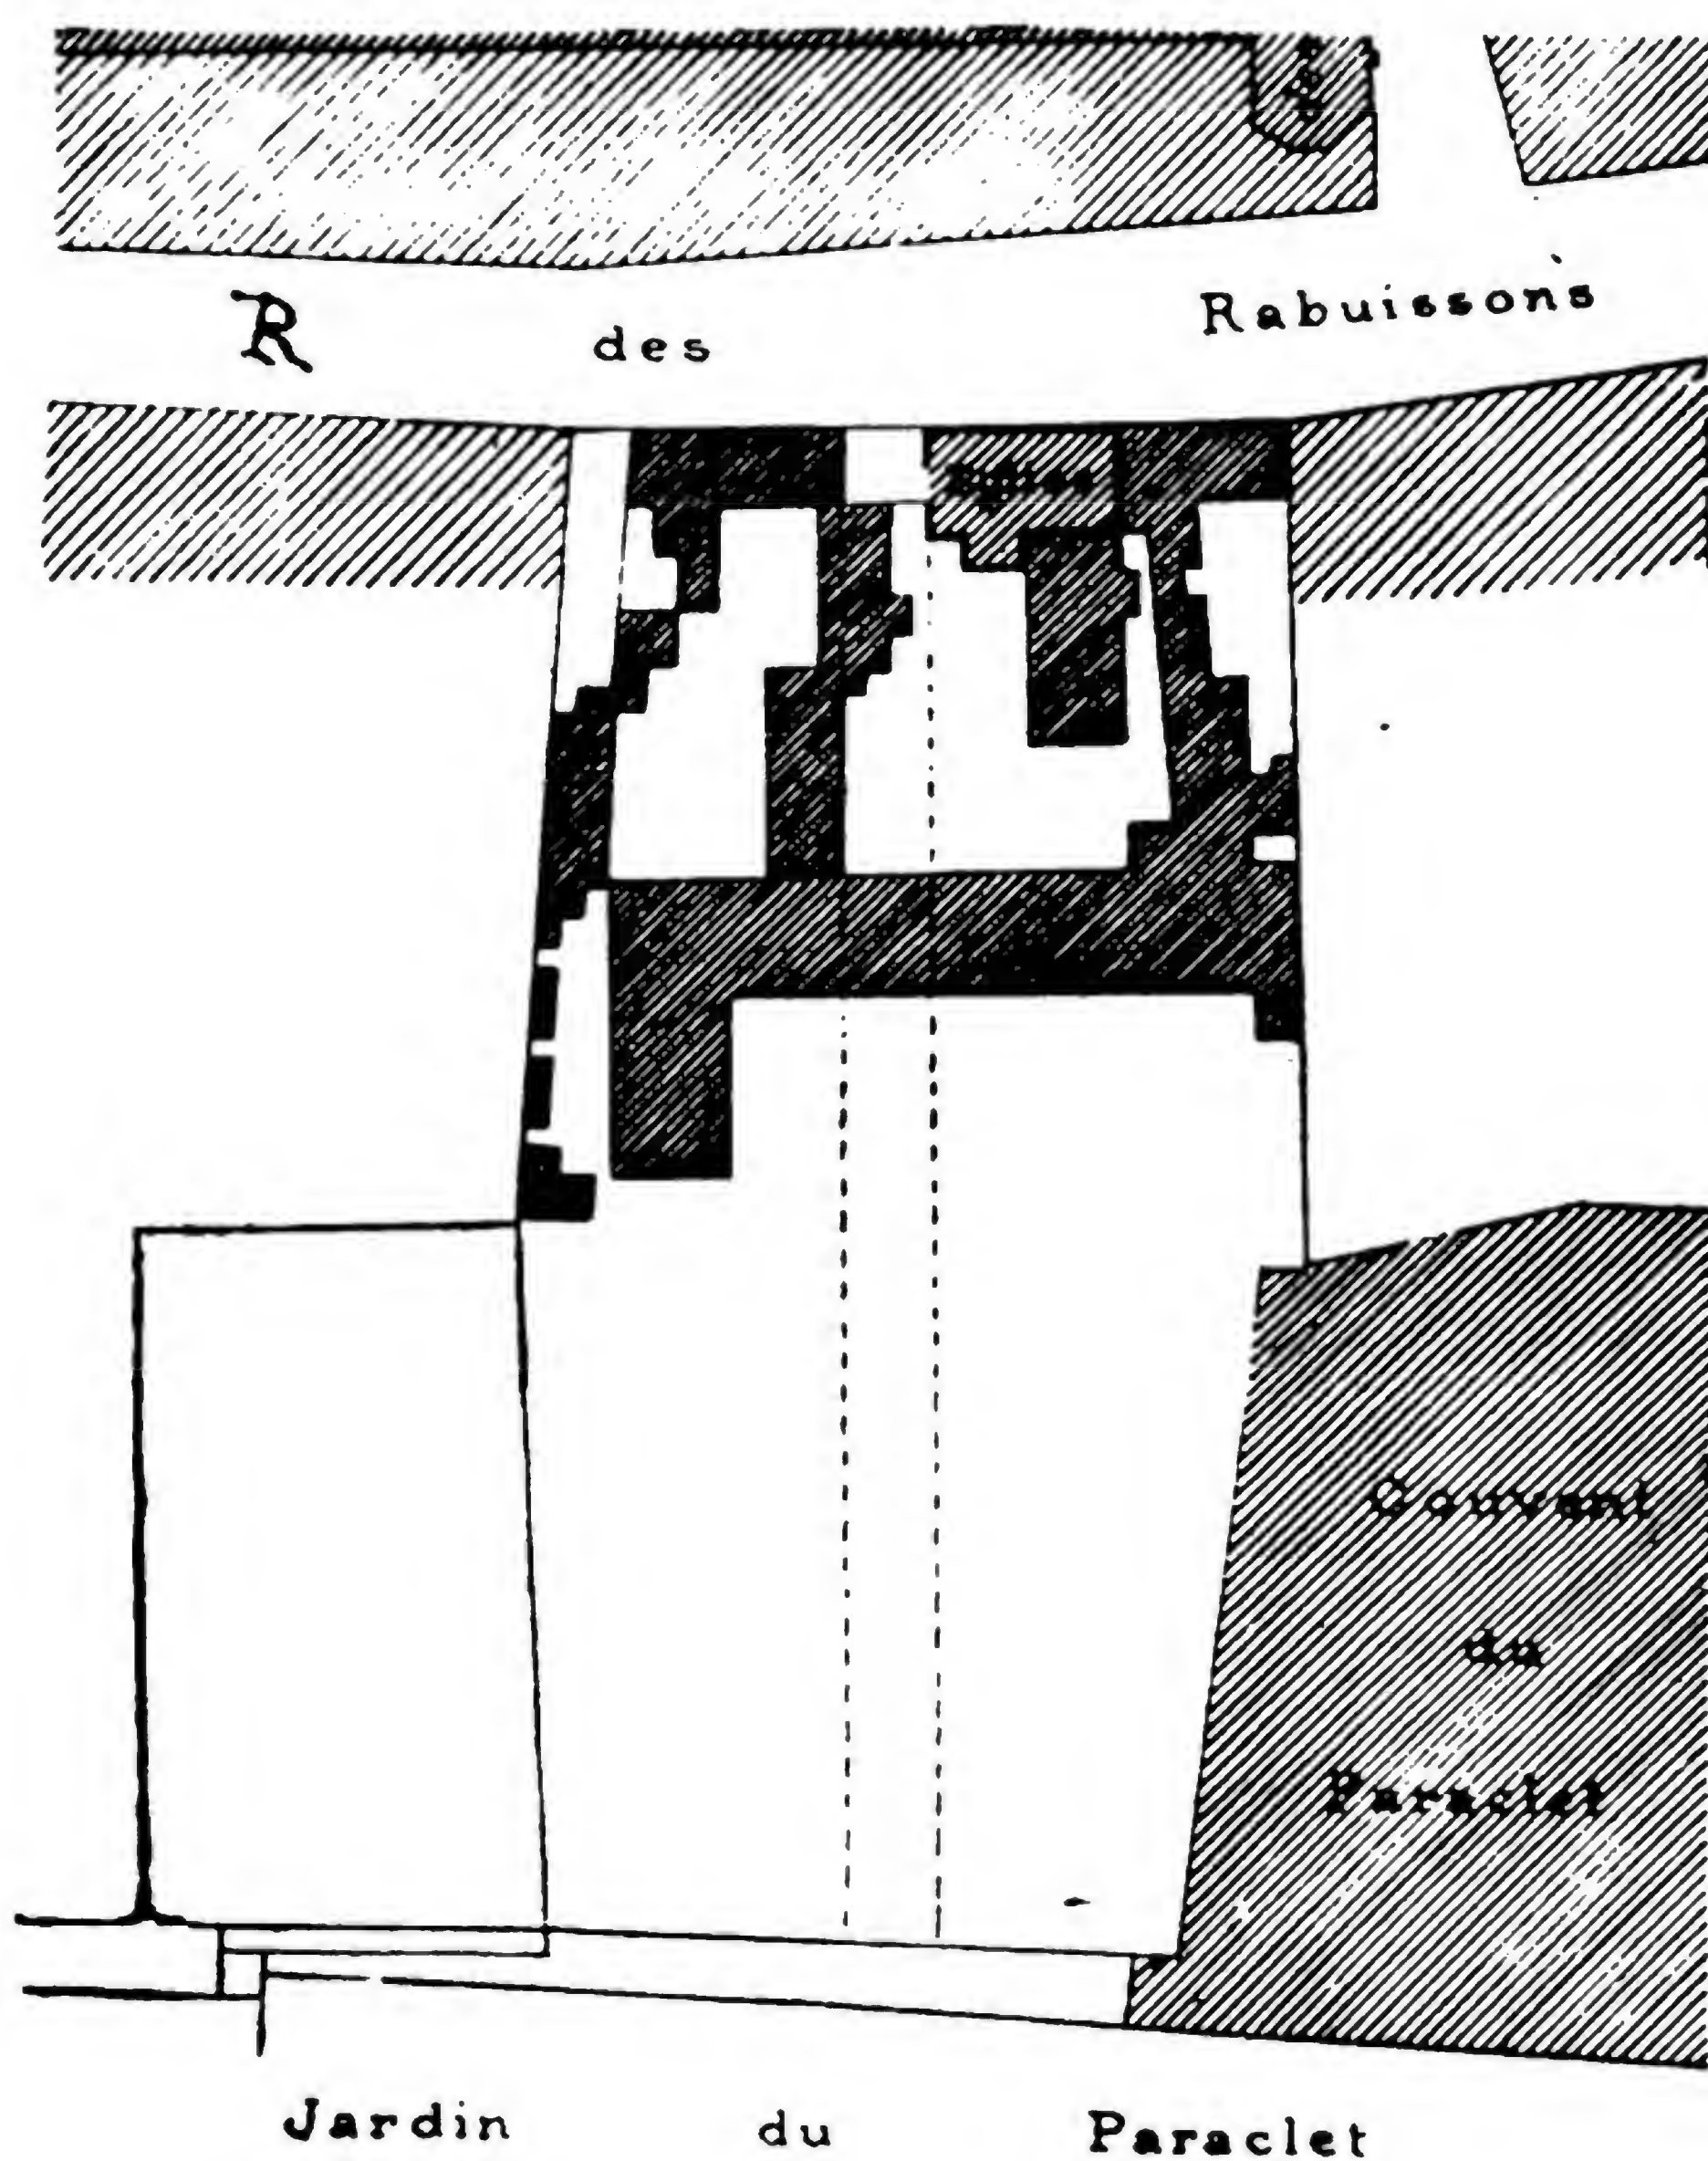 R des Rabuissons
Couvent
du
Paraclet
Jardin du Paraclet